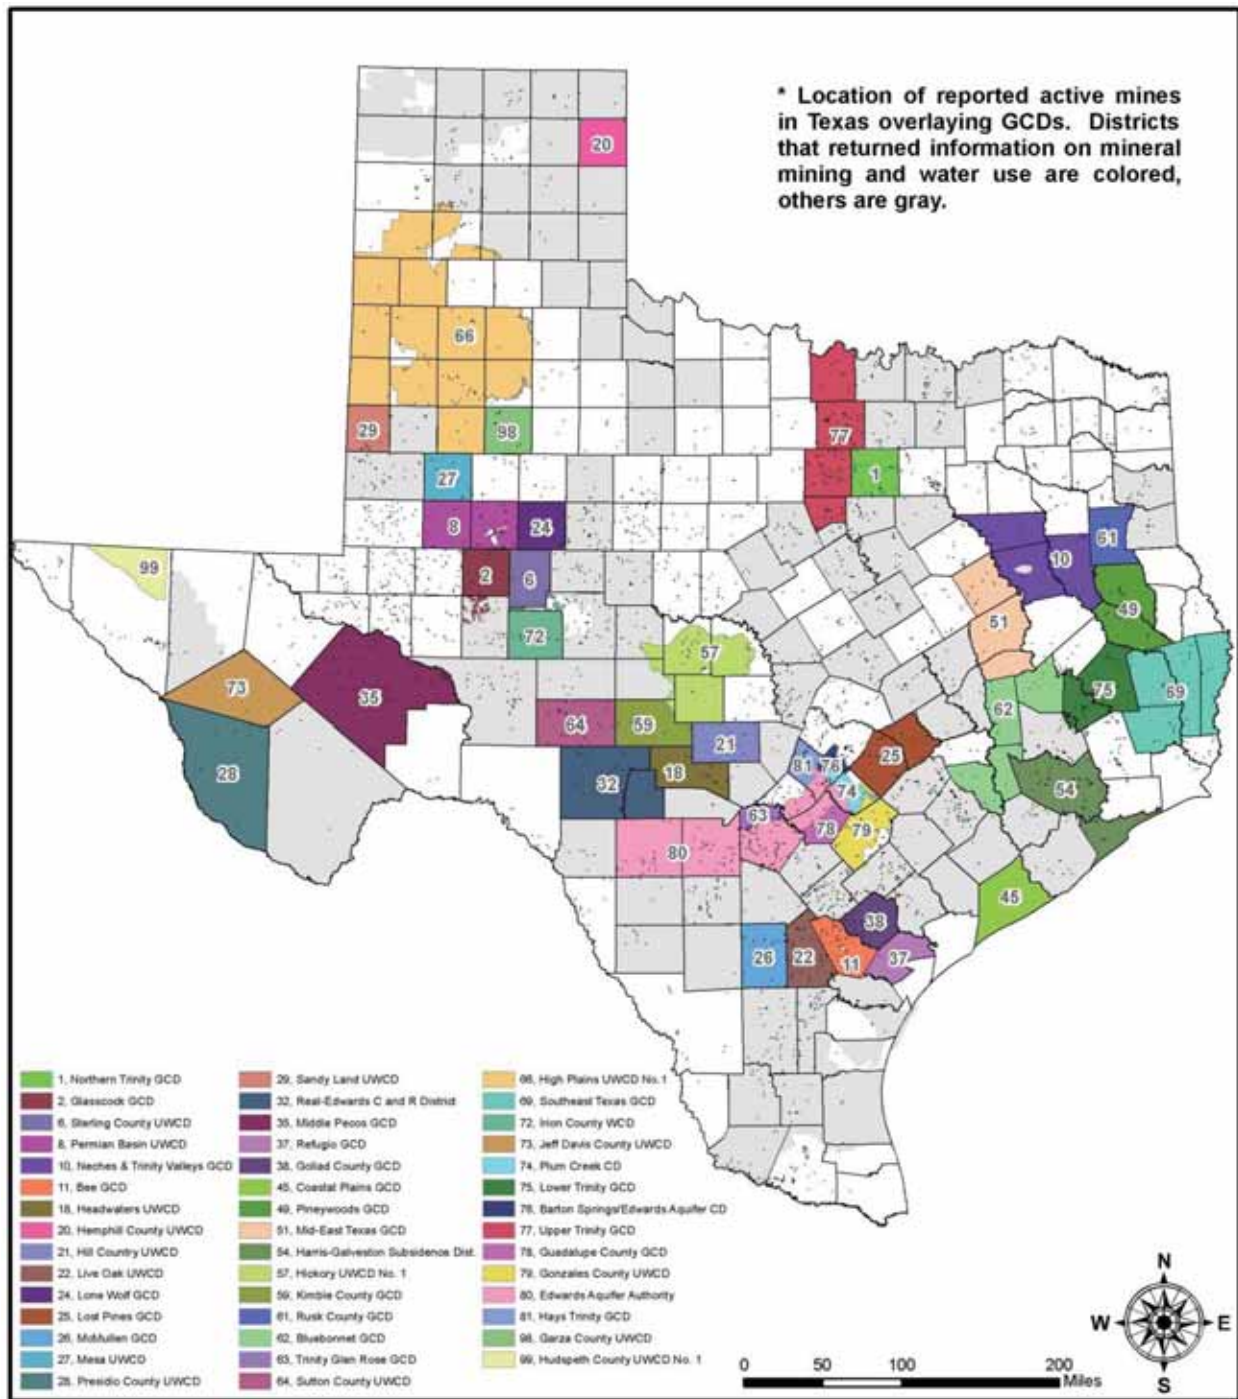 * Location of reported active mines
in Texas overlaying GCDs. Districts
that returned information on mineral
mining and water use are colored,
others are gray.
20
66
29
98
77
27
1
8
24
61
10
99
2
6
49
72
51
57
73
35
69
75
62
64
59
21
25
28
81
76
18
32
74
54
63
78
79
80
45
38
26
22
11
37
1, Northern Trinity GCD
2, Glasscock GCD
6, Sterling County UWCD
8, Permian Basin UWCD
10, Neches & Trinity Valleys GCD
11, Bee GCD
18, Headwaters UWCD
20, Hemphill County UWCD
21, Hill Country UWCD
22, Live Oak UWCD
24, Lone Wolf GCD
25, Lost Pines GCD
26, McMullen GCD
27, Mesa UWCD
28, Presidio County UWCD
29, Sandy Land UWCD
32, Real-Edwards C and R District
35, Middle Pecos GCD
37, Refugio GCD
38, Goliad County GCD
45, Coastal Plains GCD
49, Pineywoods GCD
51, Mid-East Texas GCD
54, Harris-Galveston Subsidence Dist.
57, Hickory UWCD No. 1
59, Kimble County GCD
61, Rusk County GCD
62, Bluebonnet GCD
63, Trinity Glen Rose GCD
64, Sutton County UWCD
66, High Plains UWCD No.1
69, Southeast Texas GCD
72, Irion County WCD
73, Jeff Davis County UWCD
74, Plum Creek CD
75, Lower Trinity GCD
76, Barton Springs/Edwards Aquifer CD
77, Upper Trinity GCD
78, Guadalupe County GCD
79, Gonzales County UWCD
80, Edwards Aquifer Authority
81, Hays Trinity GCD
98, Garza County UWCD
99, Hudspeth County UWCD No. 1
N
W E
S
0 50 100 200
Miles